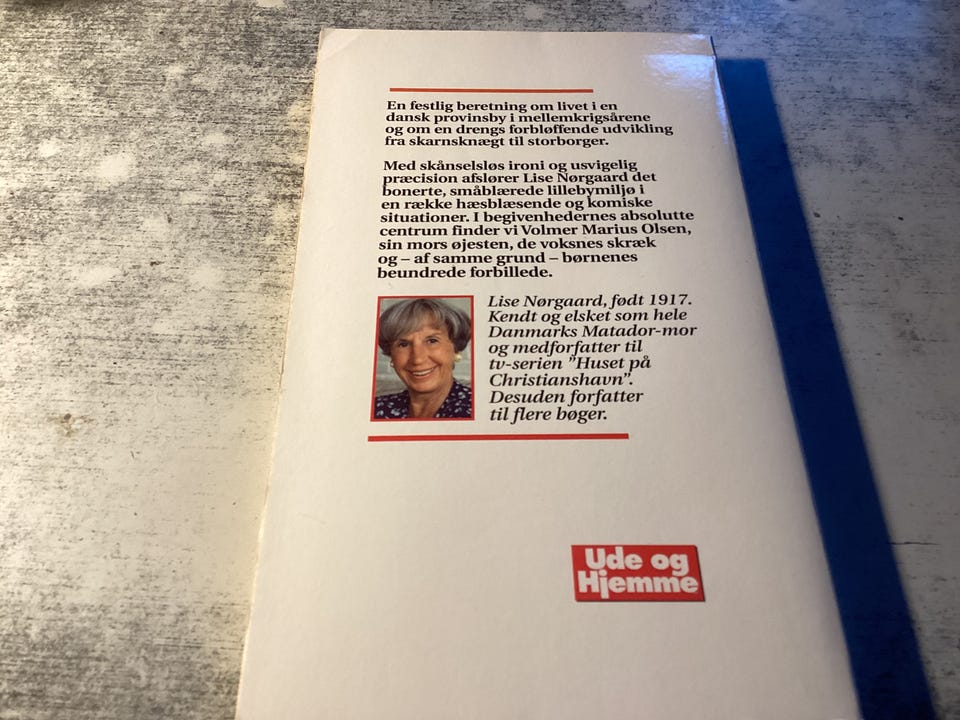 En festlig beretning om livet i en
dansk provinsby i mellemkrigsårene
og om en drengs forbløffende udvikling
fra skarnsknægt til storborger.
Med skånselsløs ironi og usvigelig
præcision afslører Lise Nørgaard det
bonerte, småblærede lillebymiljø i
en række hæsblæsende og komiske
situationer. I begivenhedernes absolutte
centrum finder vi Volmer Marius Olsen,
sin mors øjesten, de voksnes skræk
og – af samme grund – børnenes
beundrede forbillede.
Lise Nørgaard, født 1917.
Kendt og elsket som hele
Danmarks Matador-mor
og medforfatter til
tv-serien "Huset på
Christianshavn".
Desuden forfatter
til flere bøger.
Ude og
Hjemme